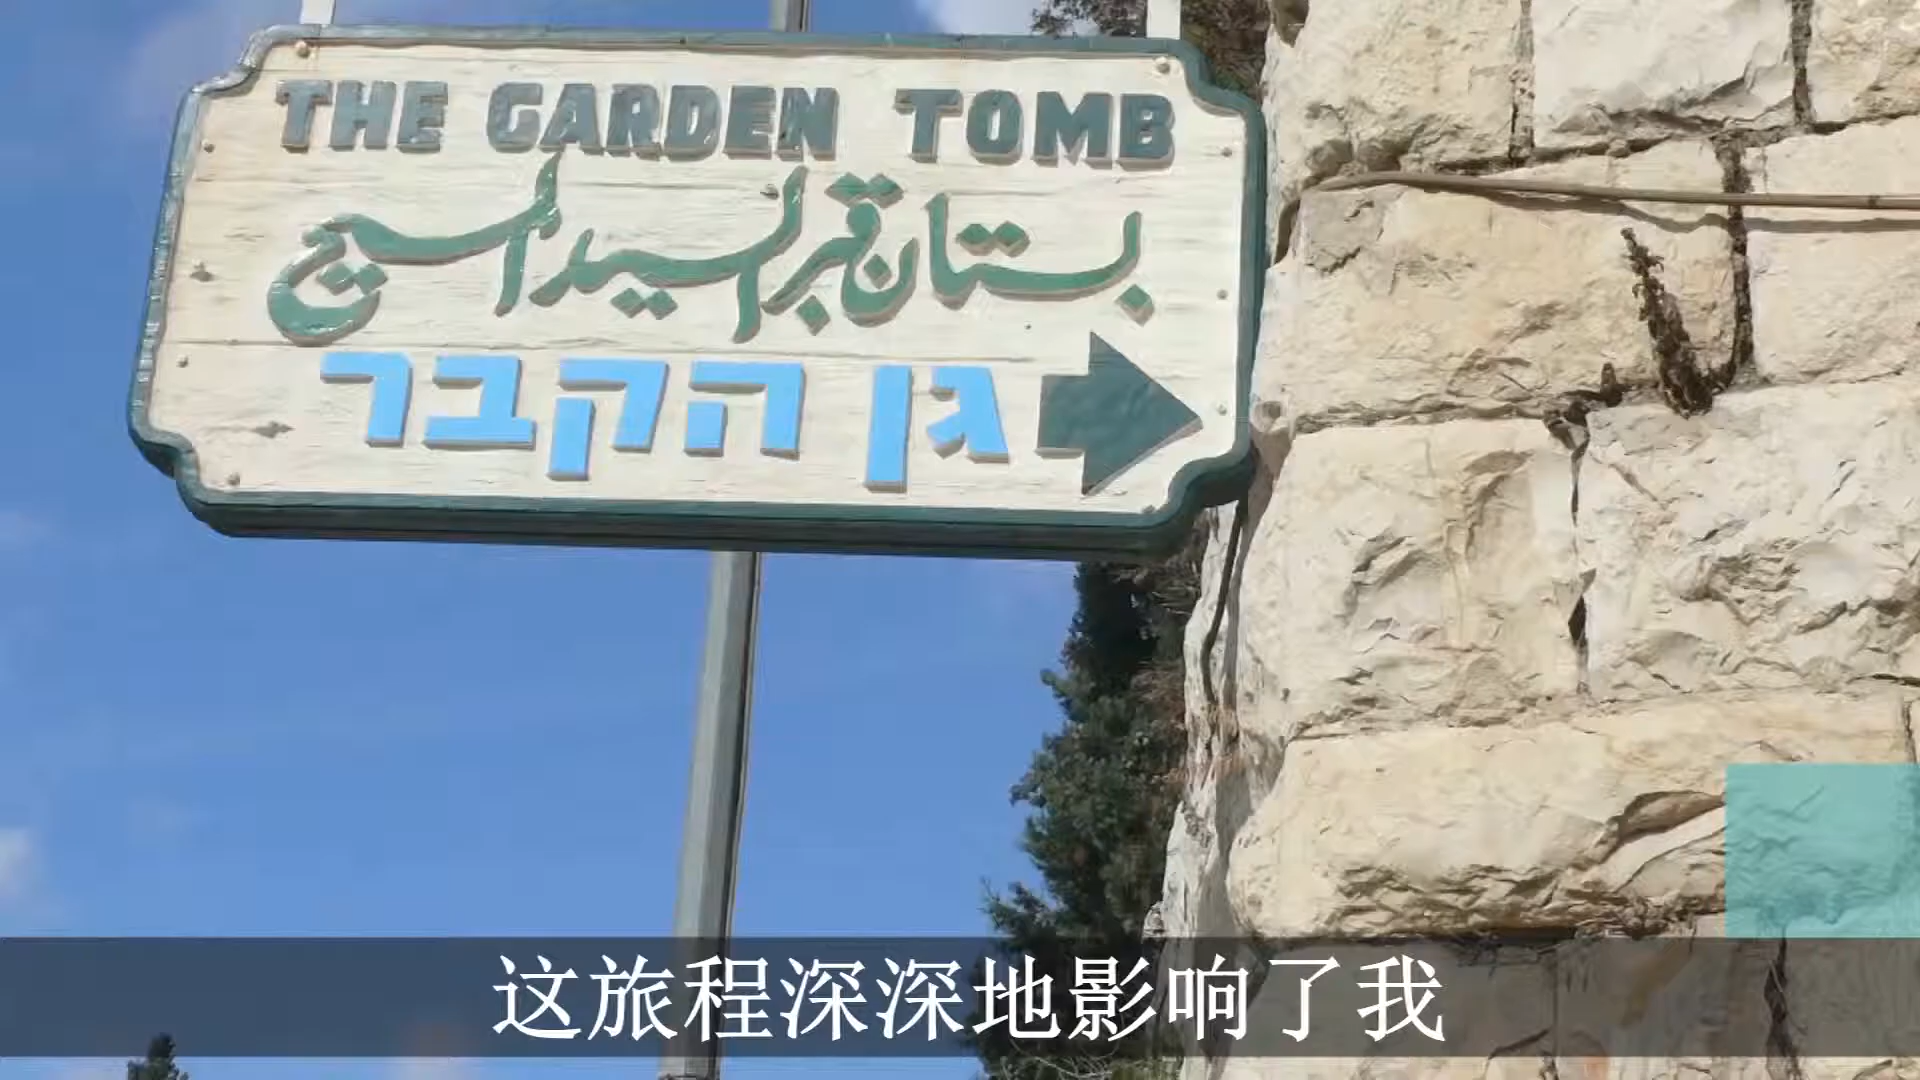 THE GARDEN TOMB
بستان قبر السيد المسيح
גן הקבר
这旅程深深地影响了我